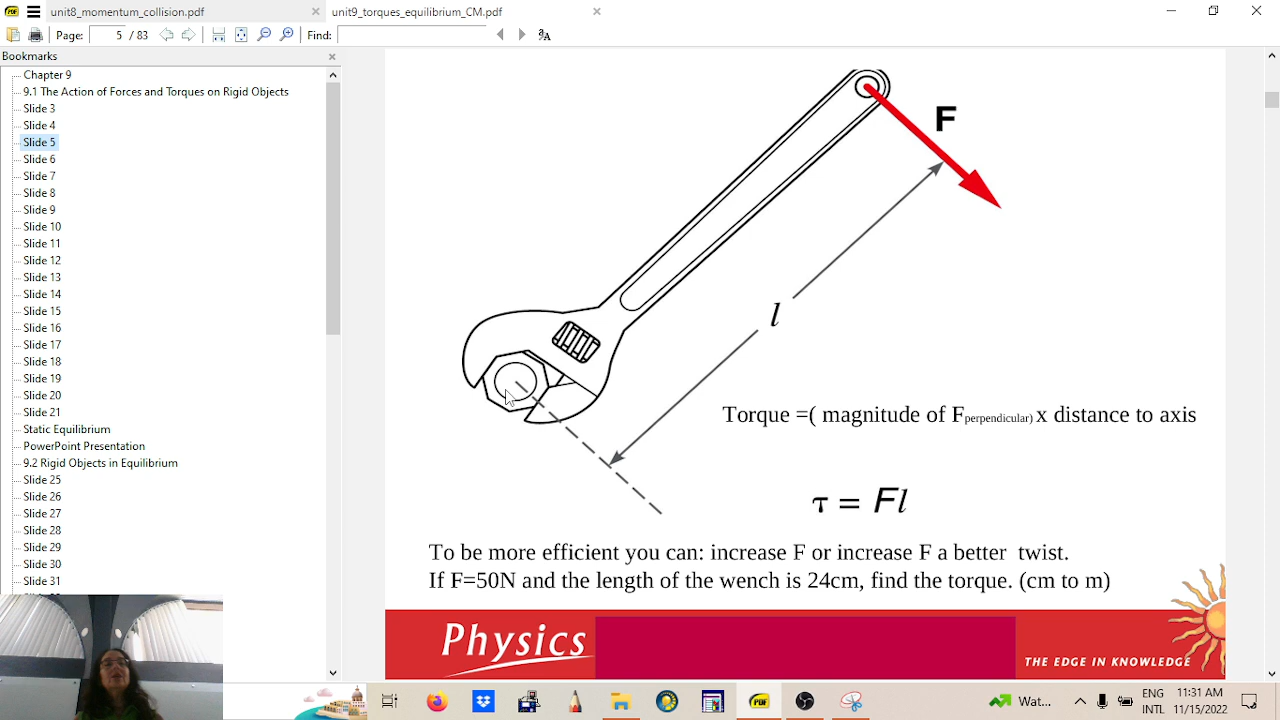 unit8_momentum_collision.pdf
unit9_torques_equilibrium_CM.pdf
Page: 5 / 83 Find:
Bookmarks
Chapter 9
9.1 The Action of Forces and Torques on Rigid Objects
Slide 3
Slide 4
Slide 5
Slide 6
Slide 7
Slide 8
Slide 9
Slide 10
Slide 11
Slide 12
Slide 13
Slide 14
Slide 15
Slide 16
Slide 17
Slide 18
Slide 19
Slide 20
Slide 21
Static Equilibrium
PowerPoint Presentation
9.2 Rigid Objects in Equilibrium
Slide 25
Slide 26
Slide 27
Slide 28
Slide 29
Slide 30
Slide 31
F
l
Torque =( magnitude of Fperpendicular) x distance to axis
τ = Fl
To be more efficient you can: increase F or increase F a better twist.
If F=50N and the length of the wench is 24cm, find the torque. (cm to m)
Physics
THE EDGE IN KNOWLEDGE
PDF
Wat...
ENG
INTL
11:31 AM
11/15/2022